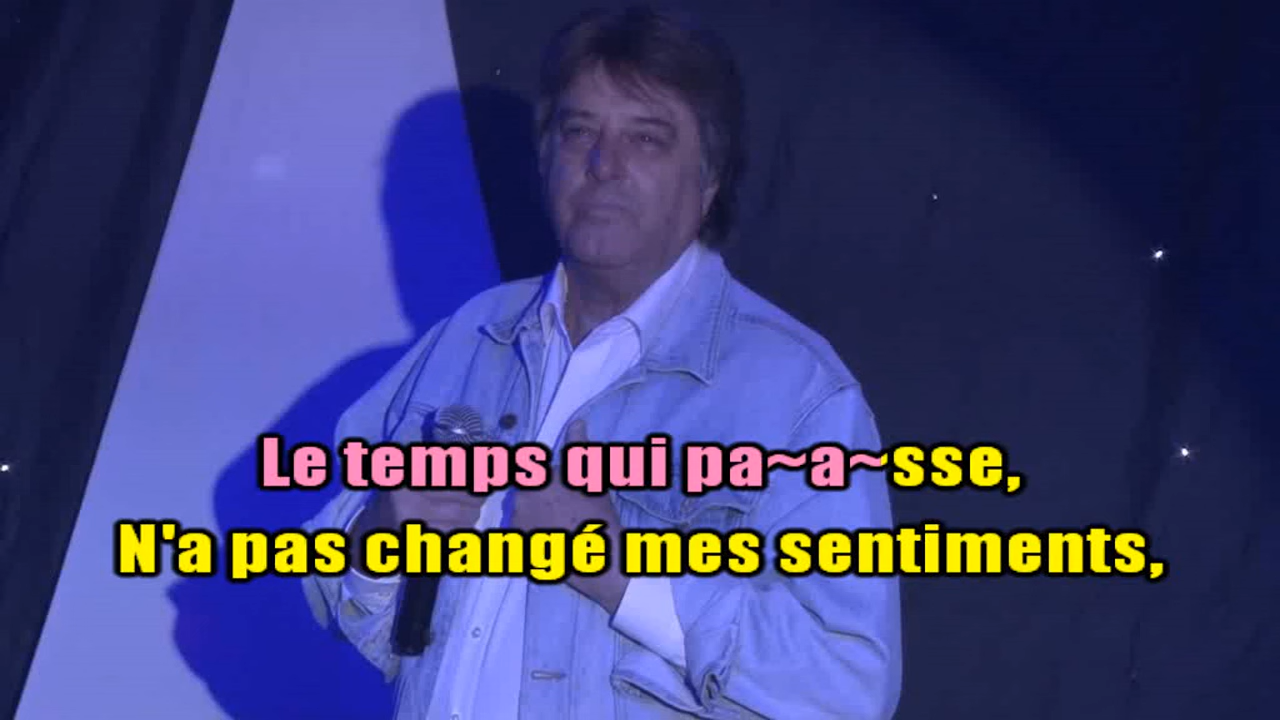 Le temps qui pa~a~sse,
N'a pas changé mes sentiments,